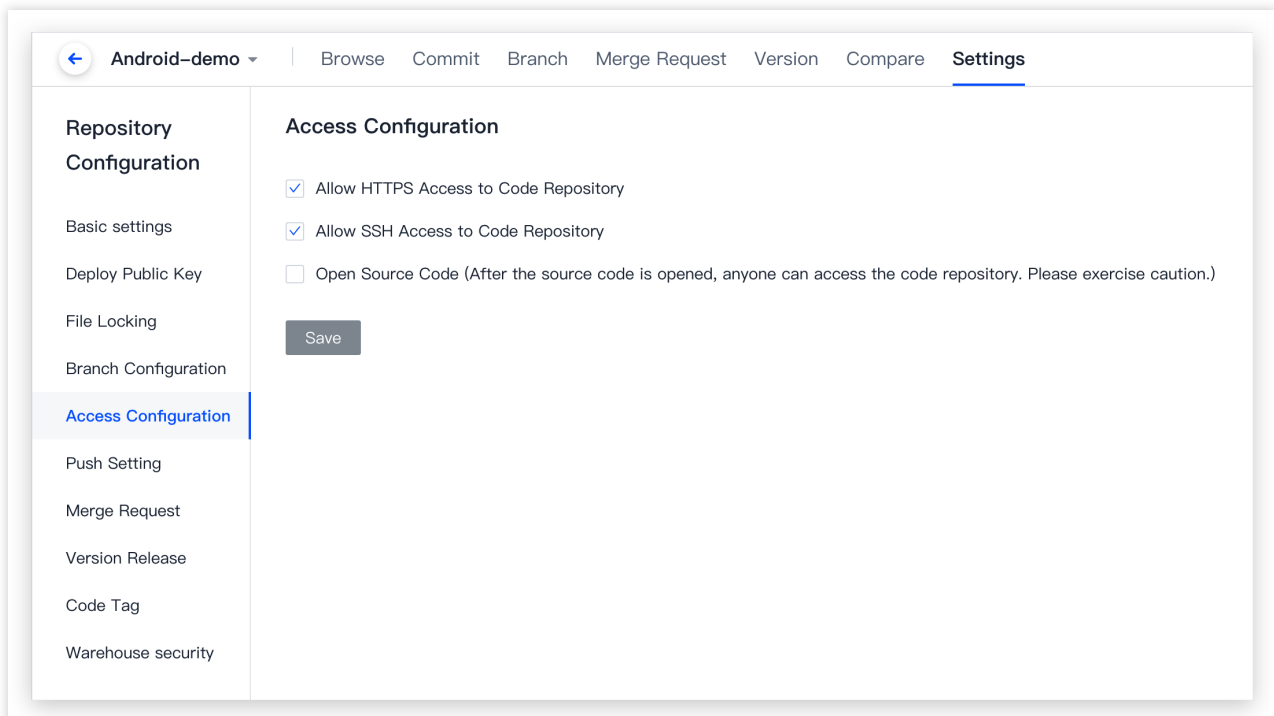 Android-demo Browse Commit Branch Merge Request Version Compare Settings
Repository
Configuration
Basic settings
Deploy Public Key
File Locking
Branch Configuration
Access Configuration
Push Setting
Merge Request
Version Release
Code Tag
Warehouse security
Access Configuration
Allow HTTPS Access to Code Repository
Allow SSH Access to Code Repository
Open Source Code (After the source code is opened, anyone can access the code repository. Please exercise caution.)
Save